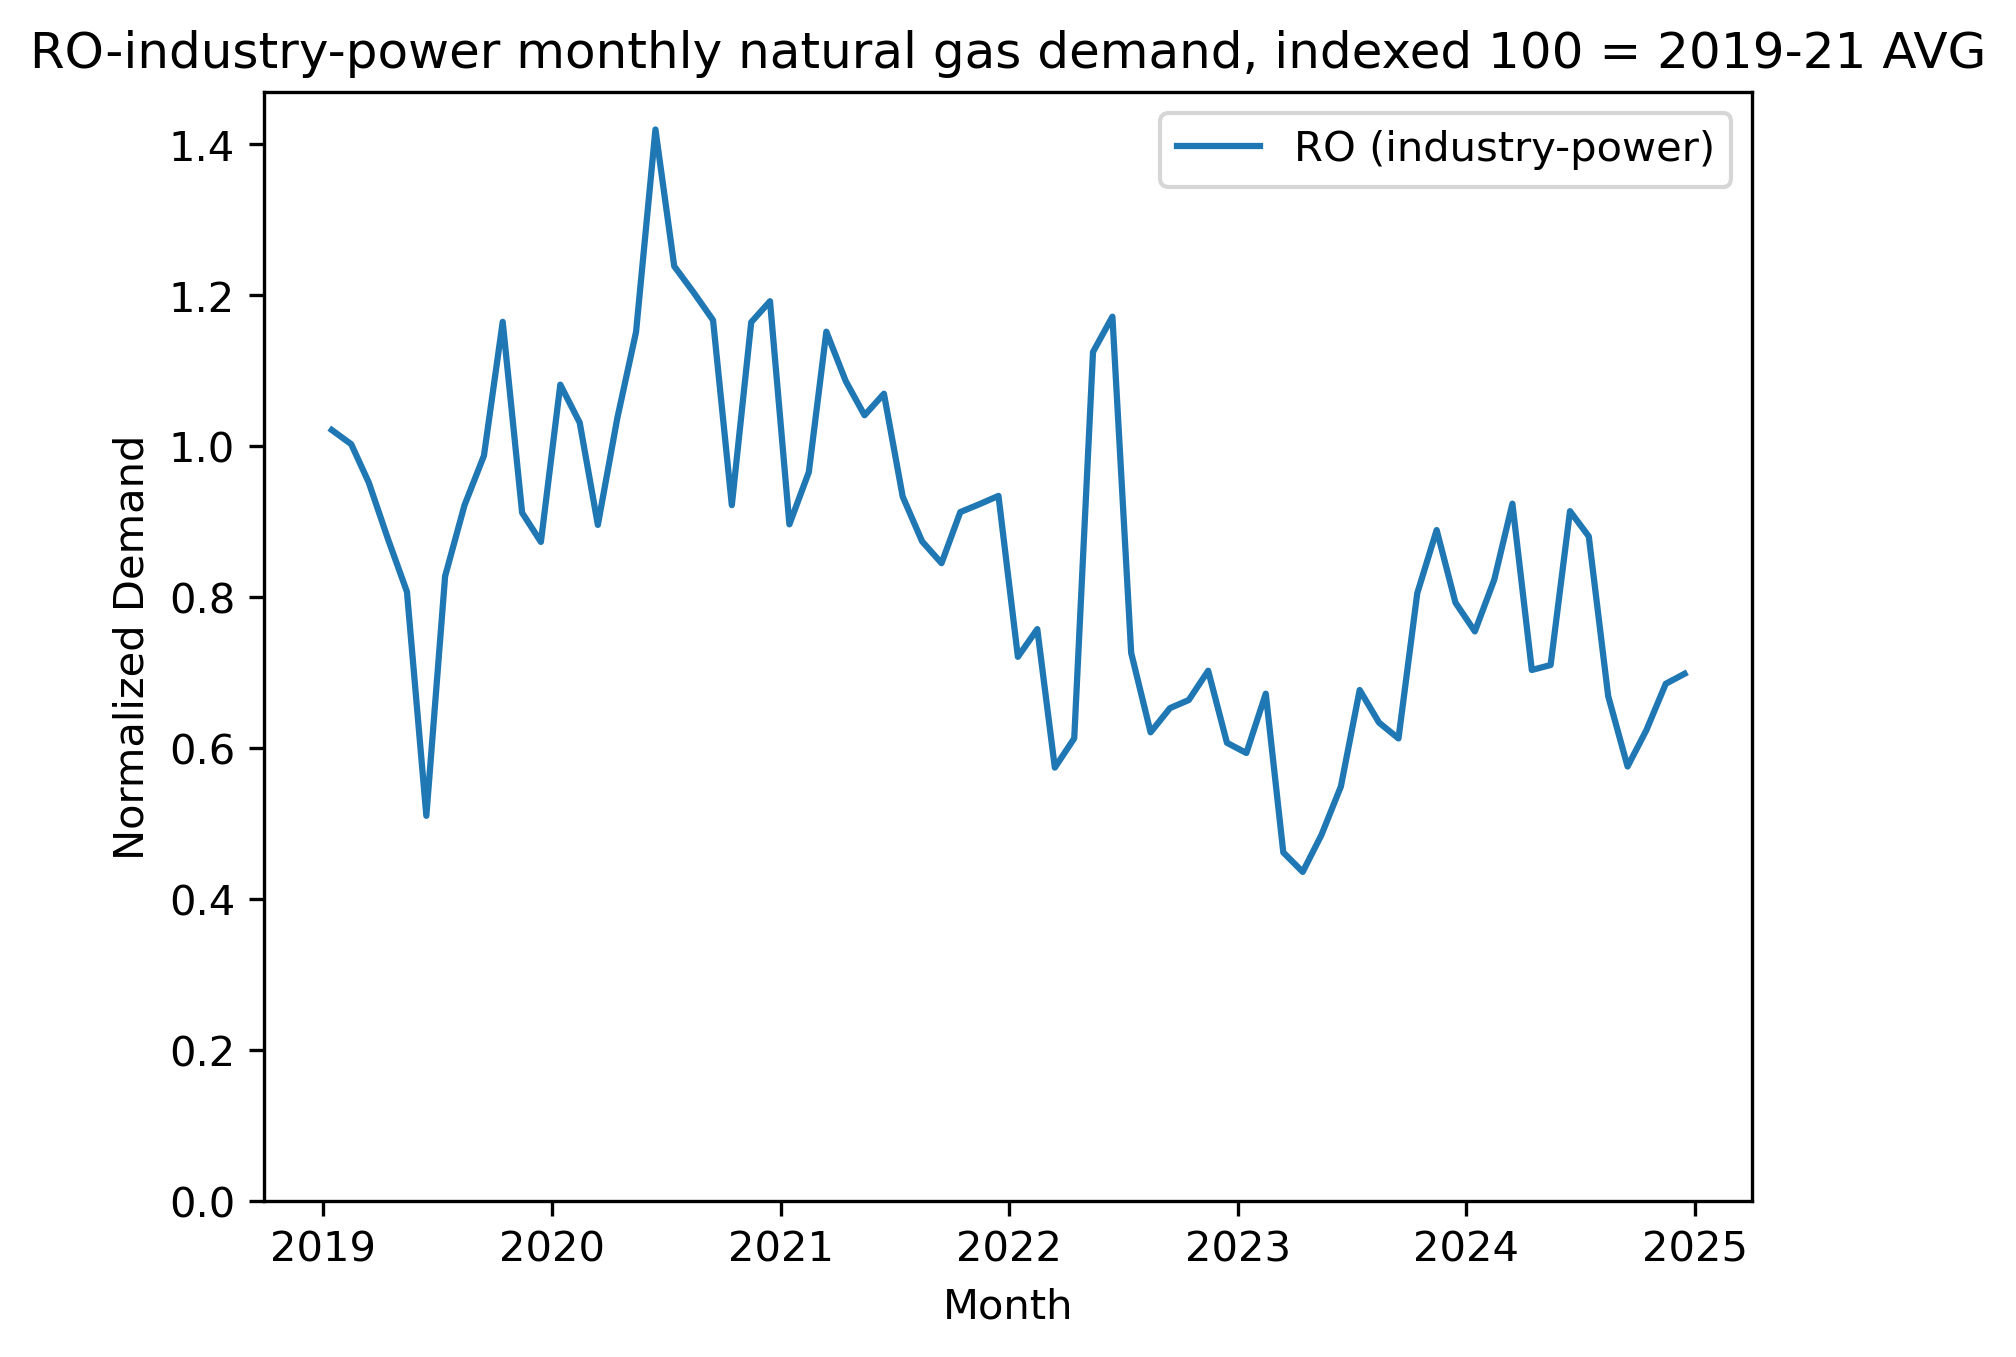 RO-industry-power monthly natural gas demand, indexed 100 = 2019-21 AVG
RO (industry-power)
Normalized Demand
1.4
1.2
1.0
0.8
0.6
0.4
0.2
0.0
2019 2020 2021 2022 2023 2024 2025
Month